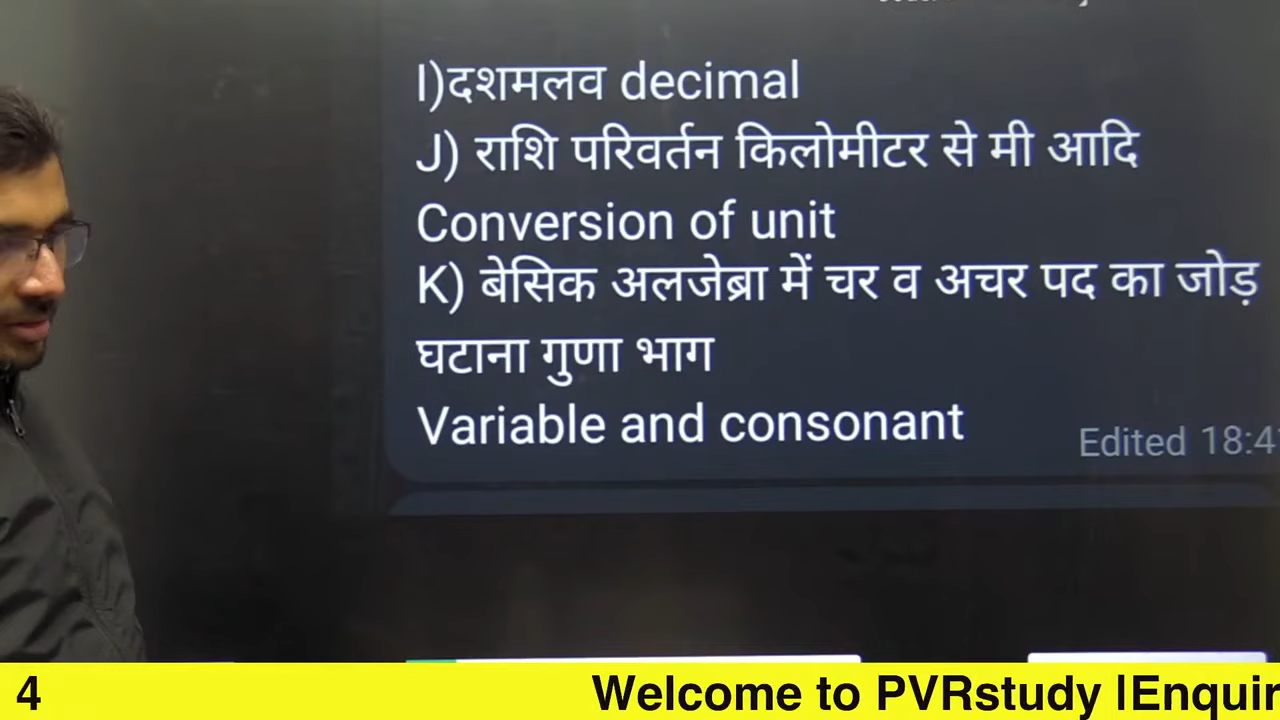 I)दशमलव decimal
J) राशि परिवर्तन किलोमीटर से मी आदि
Conversion of unit
K) बेसिक अलजेब्रा में चर व अचर पद का जोड़
घटाना गुणा भाग
Variable and consonant
Edited 18:4
4 Welcome to PVRstudy |Enquir